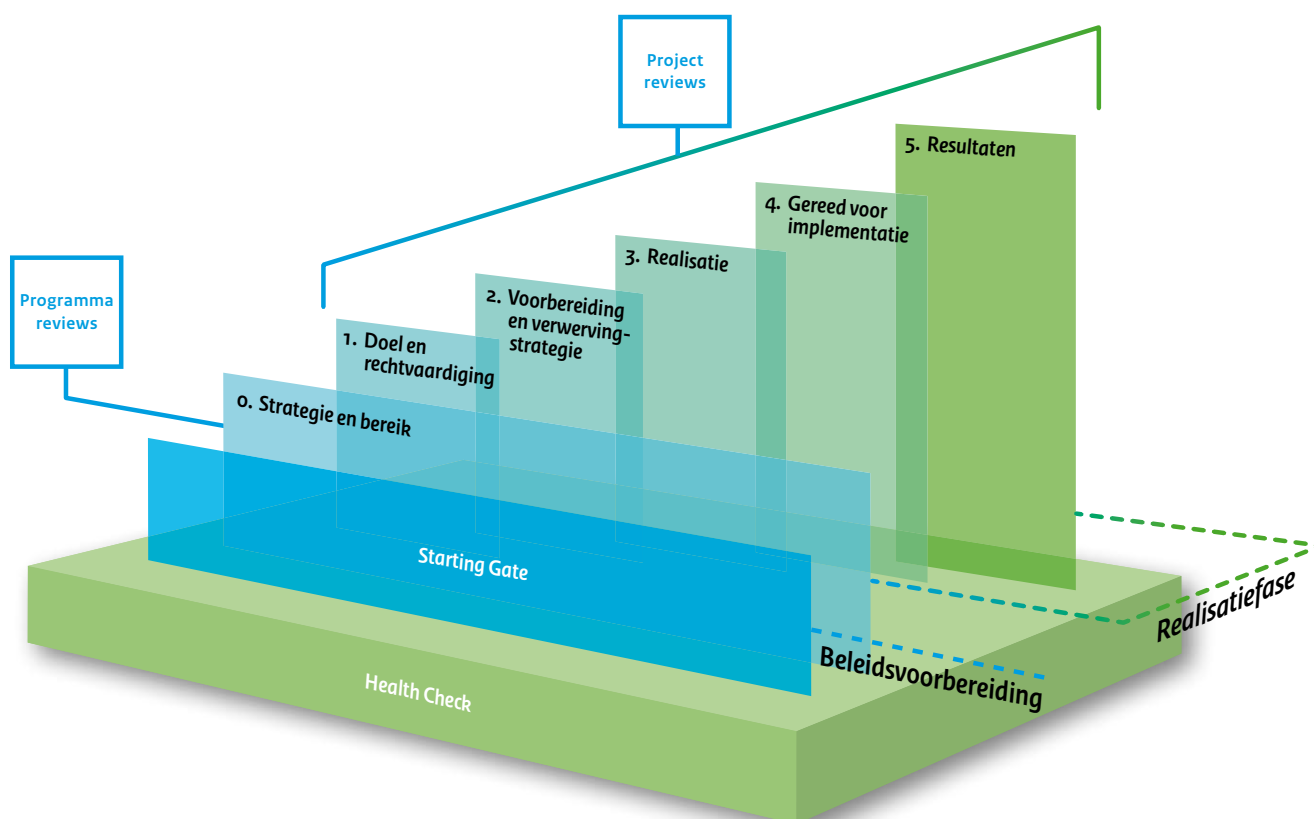 Project
reviews
5. Resultaten
4. Gereed voor
implementatie
3. Realisatie
Programma
reviews
2. Voorbereiding
en verwerving-
strategie
1. Doel en
rechtvaardiging
0. Strategie en bereik
Starting Gate
Realisatiefase
Beleidsvoorbereiding
Health Check